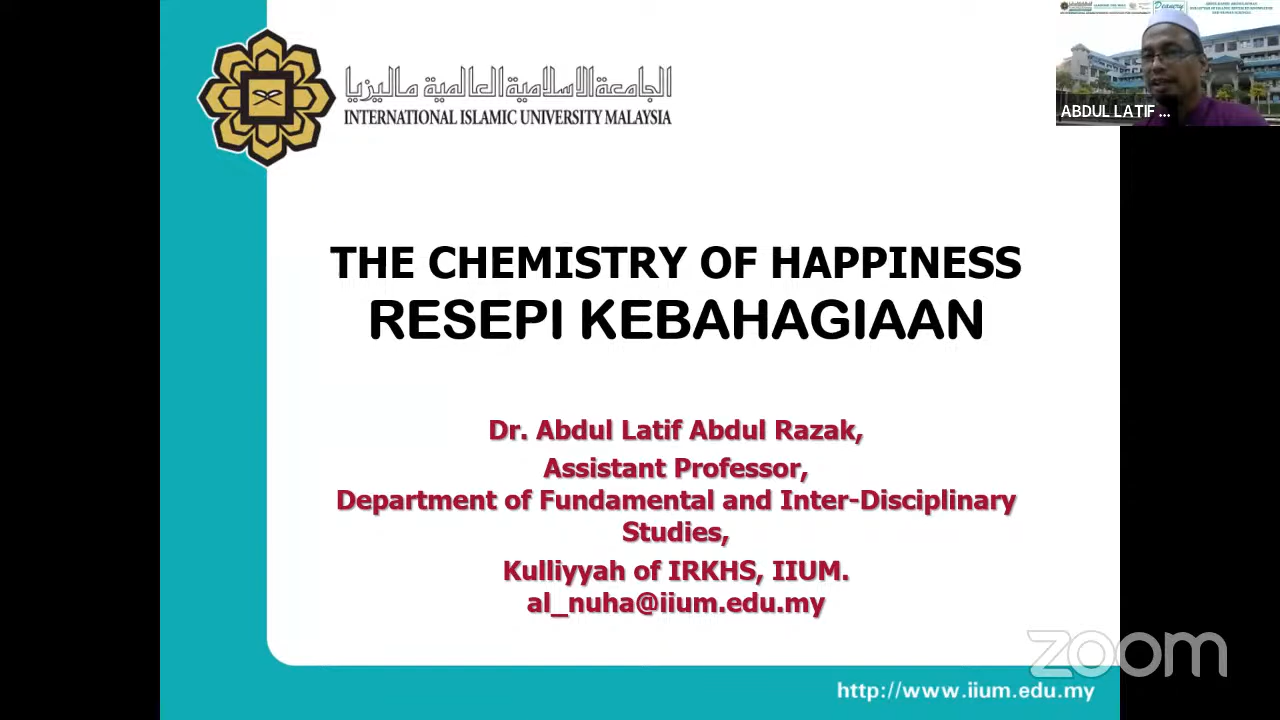 الجامعة الإسلامية العالمية ماليزيا
INTERNATIONAL ISLAMIC UNIVERSITY MALAYSIA
ABDUL LATIF ...
THE CHEMISTRY OF HAPPINESS
RESEPI KEBAHAGIAAN
Dr. Abdul Latif Abdul Razak,
Assistant Professor,
Department of Fundamental and Inter-Disciplinary
Studies,
Kulliyyah of IRKHS, IIUM.
al_nuha@iium.edu.my
zoom
http://www.iium.edu.my